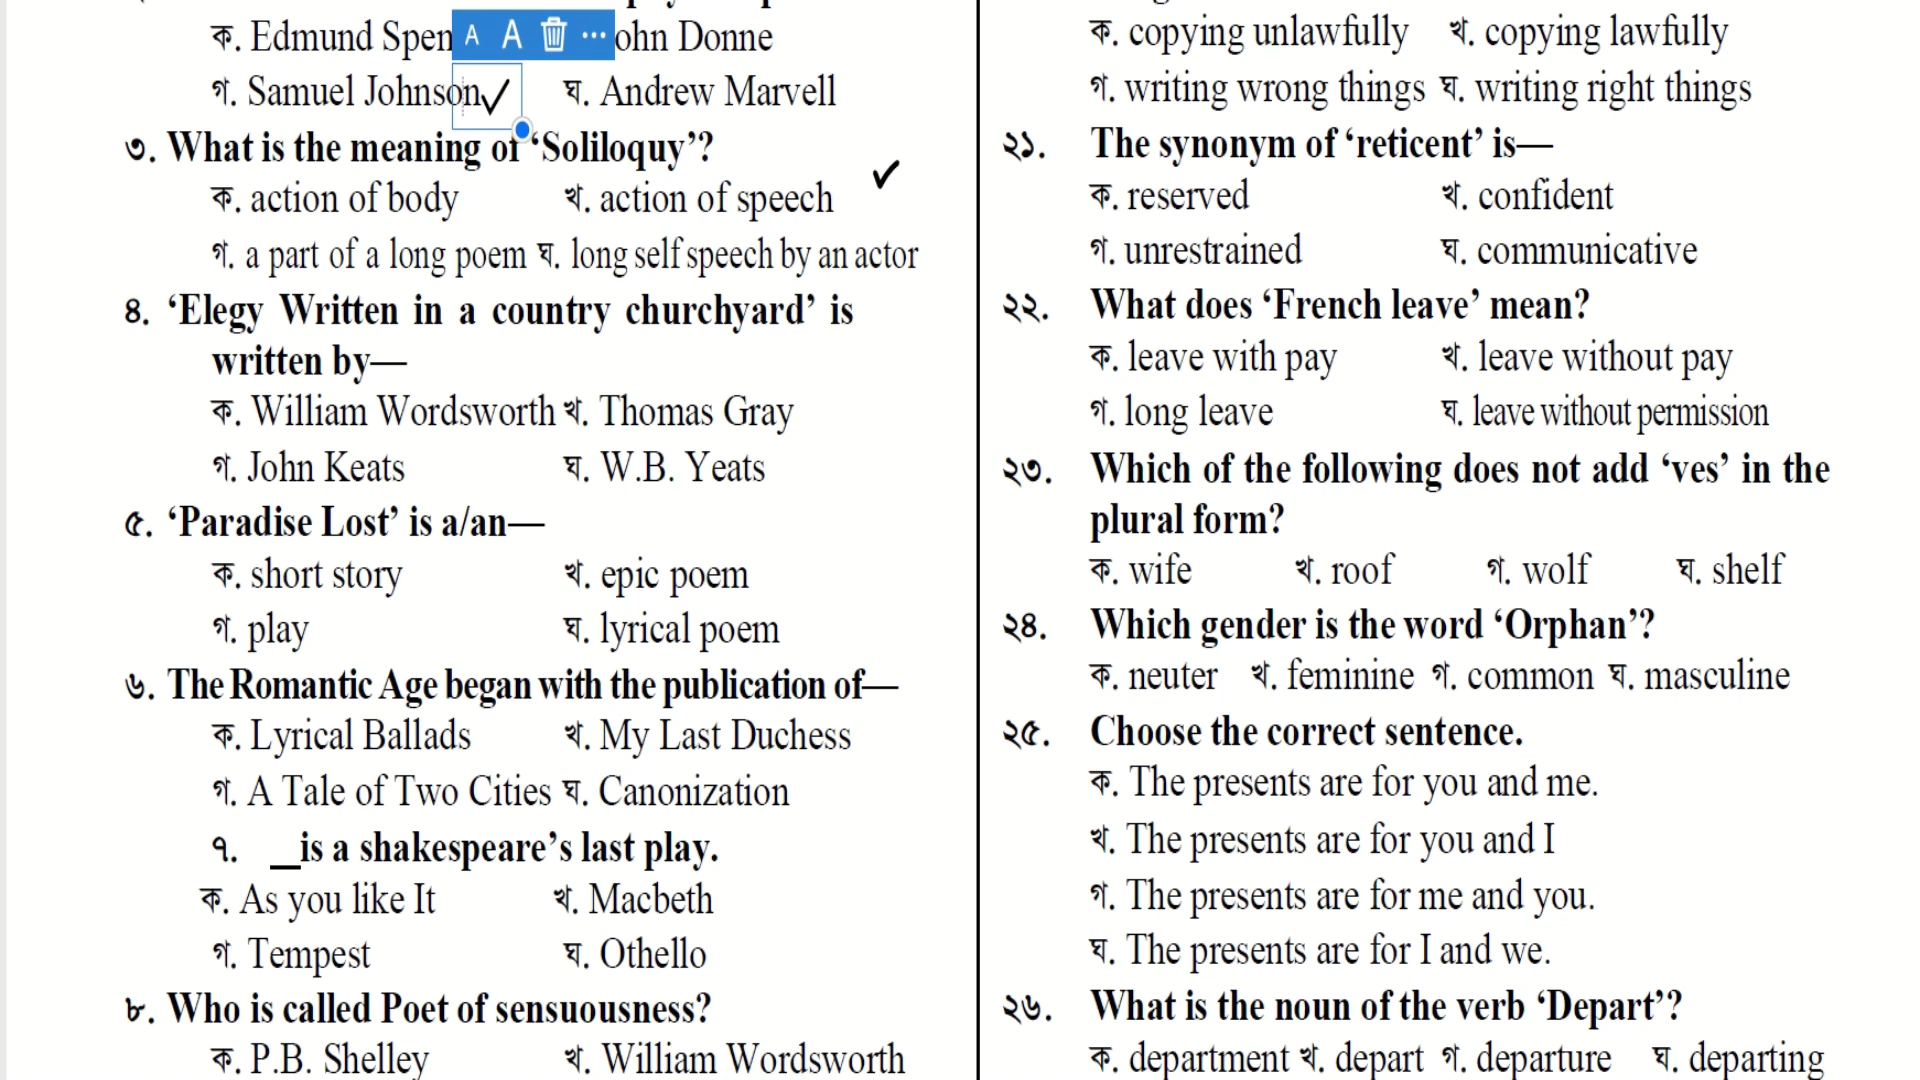 ক. Edmund Spen
A A ...
ohn Donne
গ. Samuel Johnson✓ ঘ. Andrew Marvell
৩. What is the meaning of ‘Soliloquy’?
✓
ক. action of body খ. action of speech
গ. a part of a long poem ঘ. long self speech by an actor
৪. ‘Elegy Written in a country churchyard’ is
written by—
ক. William Wordsworth খ. Thomas Gray
গ. John Keats ঘ. W.B. Yeats
৫. ‘Paradise Lost’ is a/an—
ক. short story খ. epic poem
গ. play ঘ. lyrical poem
৬. The Romantic Age began with the publication of—
ক. Lyrical Ballads খ. My Last Duchess
গ. A Tale of Two Cities ঘ. Canonization
৭. __is a shakespeare’s last play.
ক. As you like It খ. Macbeth
গ. Tempest ঘ. Othello
৮. Who is called Poet of sensuousness?
ক. P.B. Shelley খ. William Wordsworth
ক. copying unlawfully খ. copying lawfully
গ. writing wrong things ঘ. writing right things
২১. The synonym of ‘reticent’ is—
ক. reserved খ. confident
গ. unrestrained ঘ. communicative
২২. What does ‘French leave’ mean?
ক. leave with pay খ. leave without pay
গ. long leave ঘ. leave without permission
২৩. Which of the following does not add ‘ves’ in the
plural form?
ক. wife খ. roof গ. wolf ঘ. shelf
২৪. Which gender is the word ‘Orphan’?
ক. neuter খ. feminine গ. common ঘ. masculine
২৫. Choose the correct sentence.
ক. The presents are for you and me.
খ. The presents are for you and I
গ. The presents are for me and you.
ঘ. The presents are for I and we.
২৬. What is the noun of the verb ‘Depart’?
ক. department খ. depart গ. departure ঘ. departing